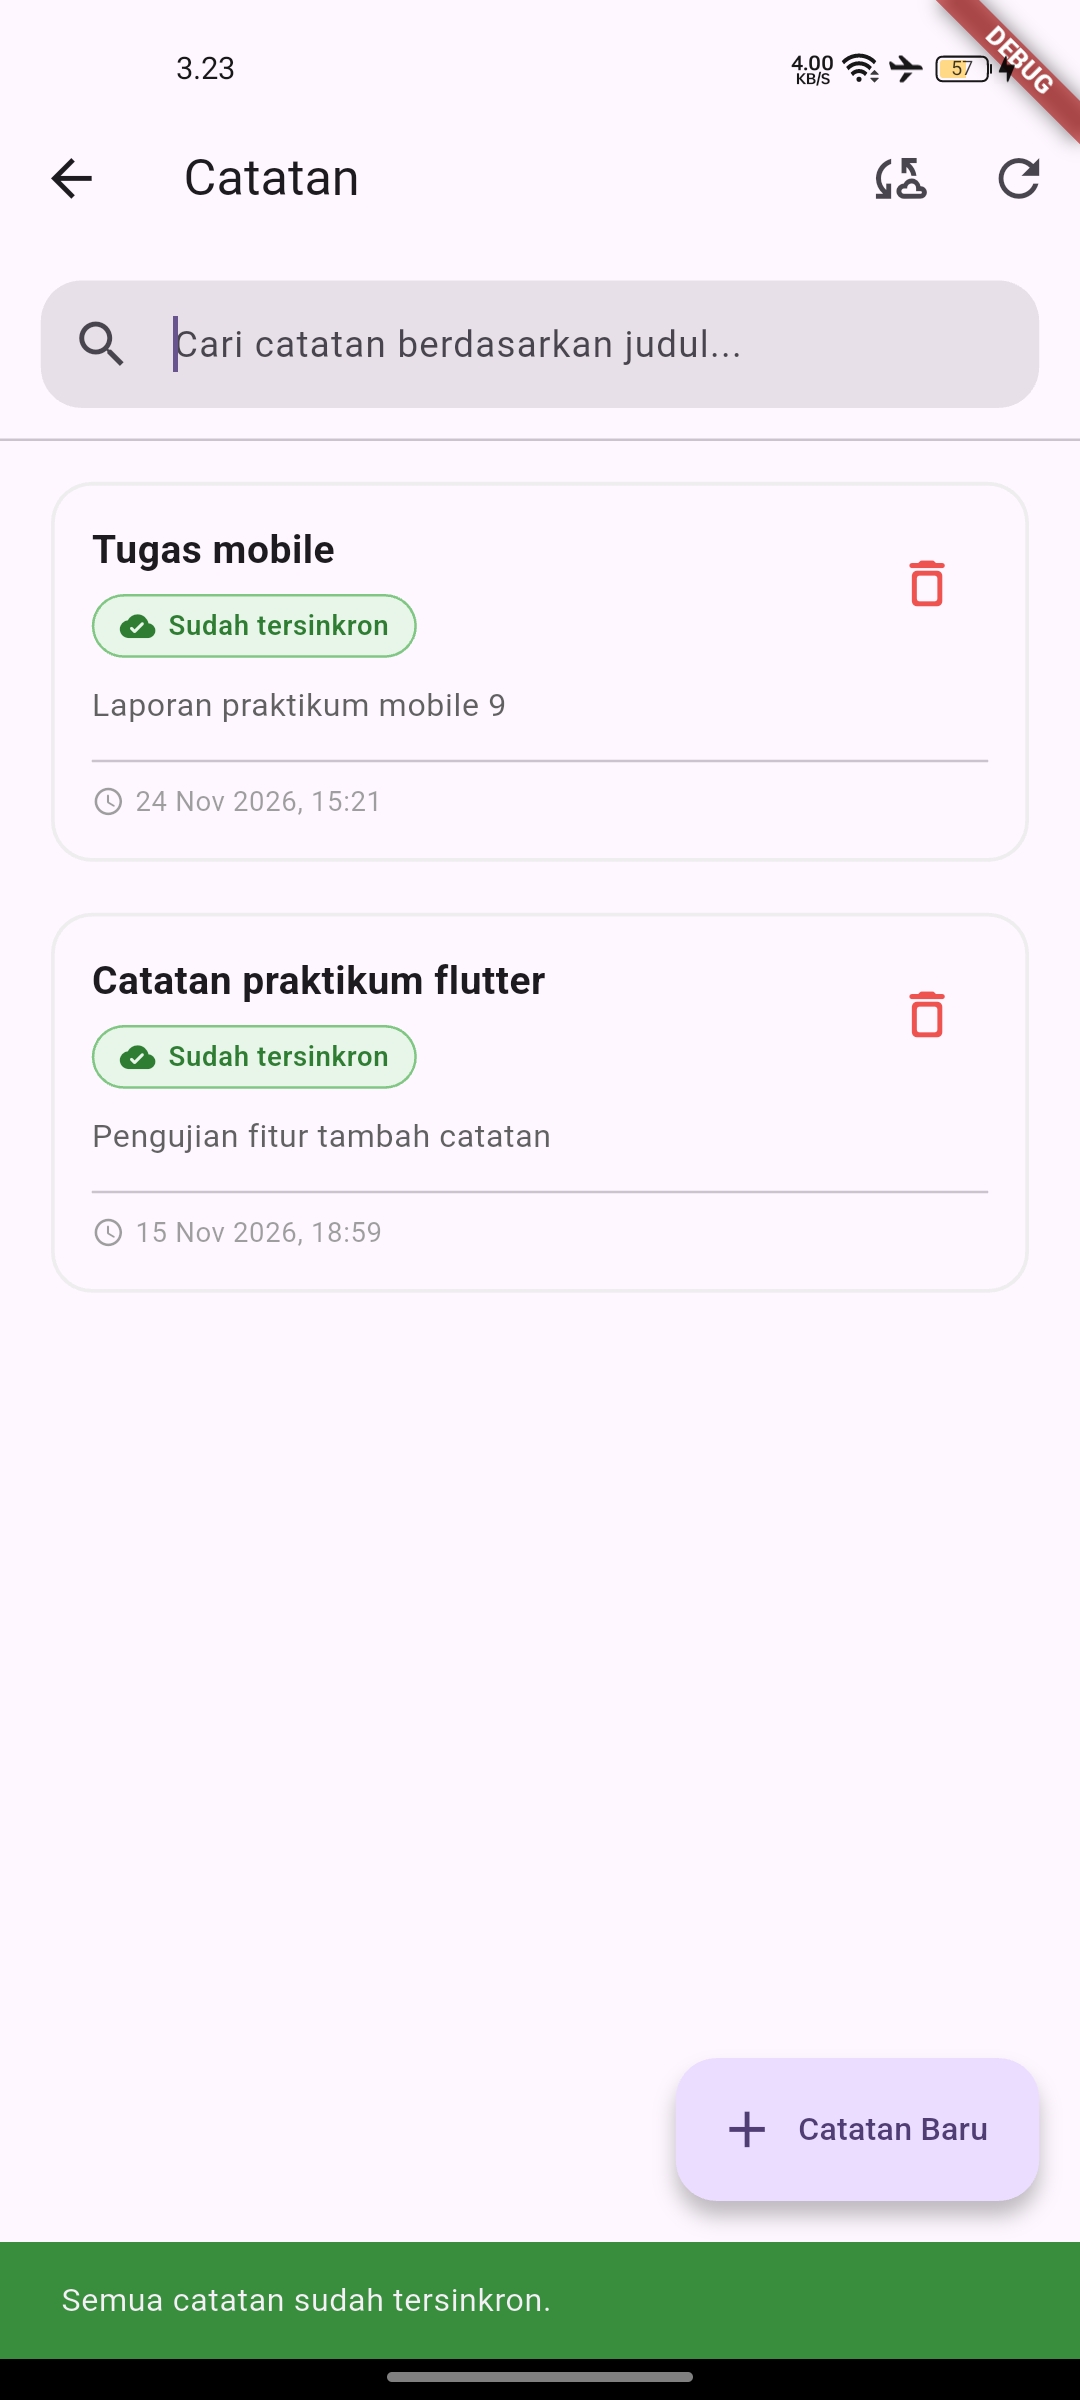 3.23
4.00
KB/S
57
DEBUG
Catatan
Cari catatan berdasarkan judul...
Tugas mobile
Sudah tersinkron
Laporan praktikum mobile 9
24 Nov 2026, 15:21
Catatan praktikum flutter
Sudah tersinkron
Pengujian fitur tambah catatan
15 Nov 2026, 18:59
Catatan Baru
Semua catatan sudah tersinkron.